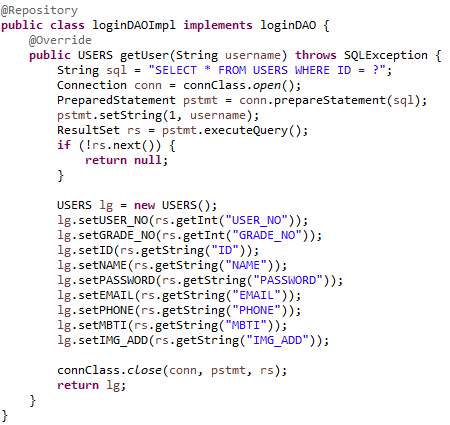 @Repository
public class loginDAOImpl implements loginDAO {
    @Override
    public USERS getUser(String username) throws SQLException {
        String sql = "SELECT * FROM USERS WHERE ID = ?";
        Connection conn = connClass.open();
        PreparedStatement pstmt = conn.prepareStatement(sql);
        pstmt.setString(1, username);
        ResultSet rs = pstmt.executeQuery();
        if (!rs.next()) {
            return null;
        }

        USERS lg = new USERS();
        lg.setUSER_NO(rs.getInt("USER_NO"));
        lg.setGRADE_NO(rs.getInt("GRADE_NO"));
        lg.setID(rs.getString("ID"));
        lg.setNAME(rs.getString("NAME"));
        lg.setPASSWORD(rs.getString("PASSWORD"));
        lg.setEMAIL(rs.getString("EMAIL"));
        lg.setPHONE(rs.getString("PHONE"));
        lg.setMBTI(rs.getString("MBTI"));
        lg.setIMG_ADD(rs.getString("IMG_ADD"));

        connClass.close(conn, pstmt, rs);
        return lg;
    }
}